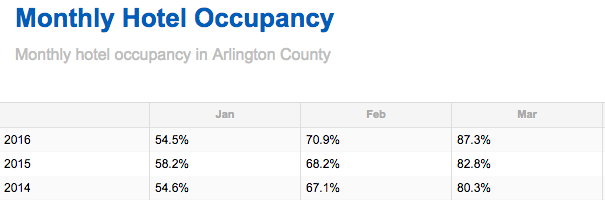 Monthly Hotel Occupancy
Monthly hotel occupancy in Arlington County
Jan Feb Mar
2016 54.5% 70.9% 87.3%
2015 58.2% 68.2% 82.8%
2014 54.6% 67.1% 80.3%